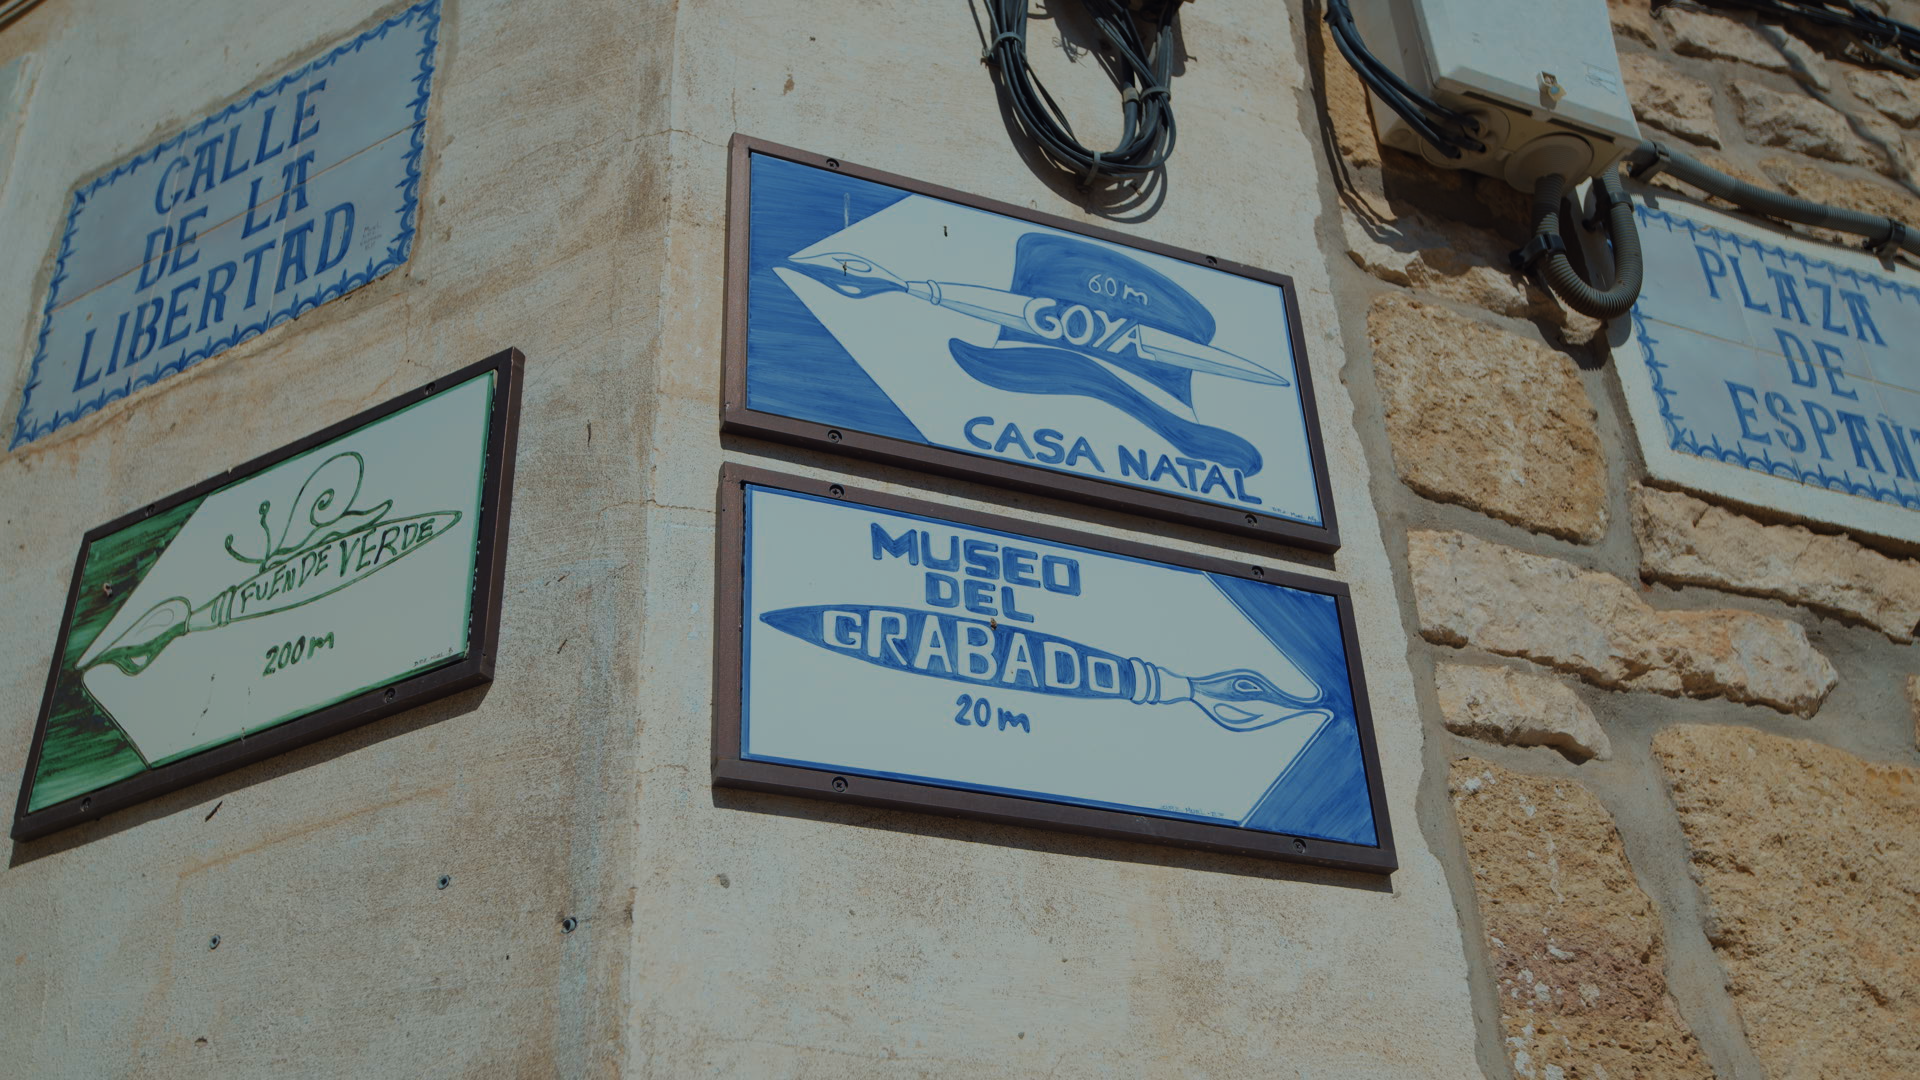 CALLE
DE LA
LIBERTAD
FUENDEVERDE
200m
60m
GOYA
CASA NATAL
MUSEO
DEL
GRABADO
20m
PLAZA
DE
ESPAÑ